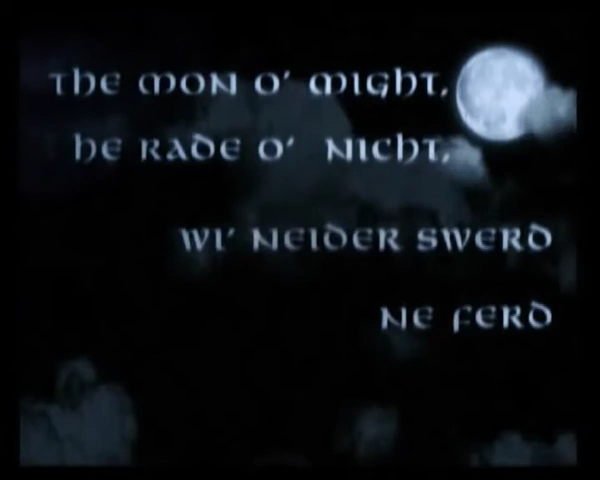 The mon o' might,
he rade o' nicht,
wi' neider swerd
ne ferd